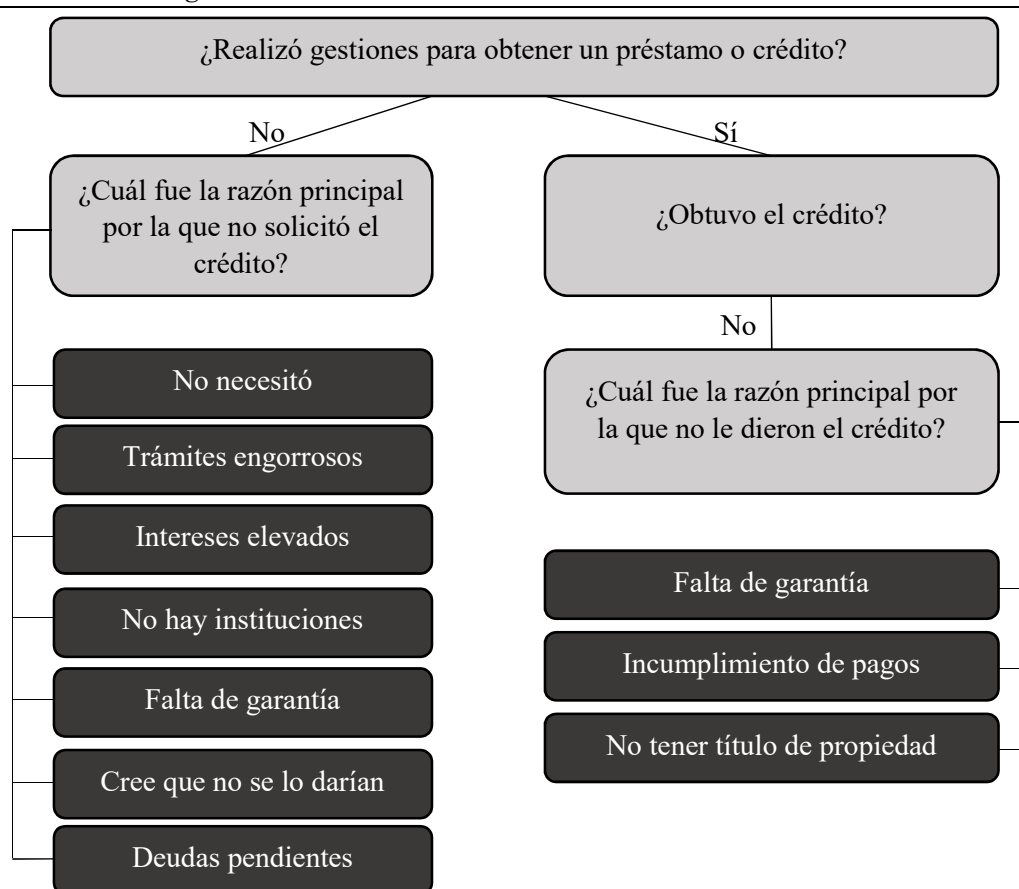 ¿Realizó gestiones para obtener un préstamo o crédito?
No
Sí
¿Cuál fue la razón principal
por la que no solicitó el
crédito?
¿Obtuvo el crédito?
No
¿Cuál fue la razón principal por
la que no le dieron el crédito?
No necesitó
Trámites engorrosos
Intereses elevados
No hay instituciones
Falta de garantía
Cree que no se lo darían
Deudas pendientes
Falta de garantía
Incumplimiento de pagos
No tener título de propiedad